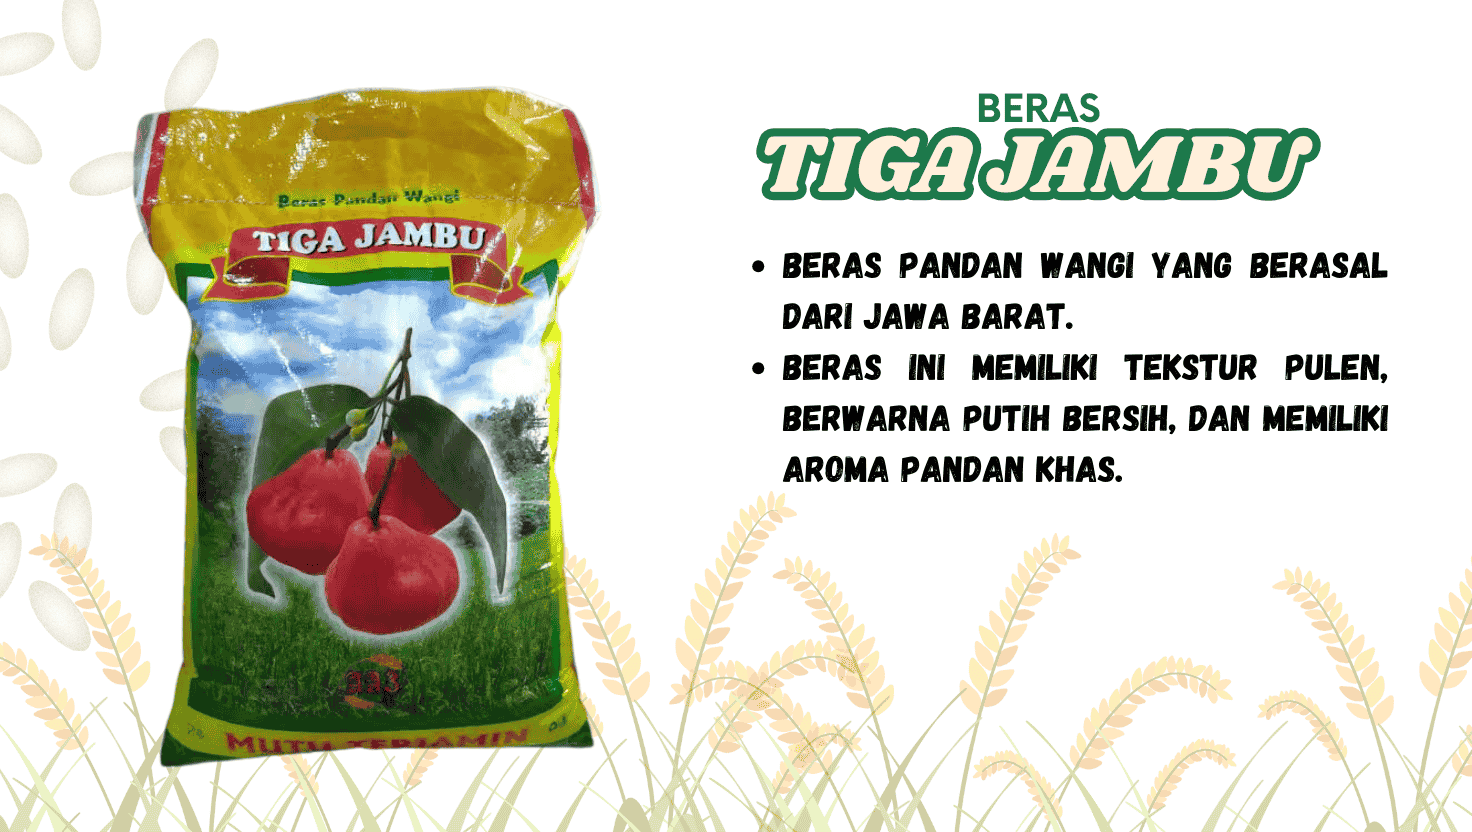 Beras Pandan Wangi
TIGA JAMBU
AA3
MUTU TERJAMIN
BERAS
TIGA JAMBU
• BERAS PANDAN WANGI YANG BERASAL
DARI JAWA BARAT.
• BERAS INI MEMILIKI TEKSTUR PULEN,
BERWARNA PUTIH BERSIH, DAN MEMILIKI
AROMA PANDAN KHAS.